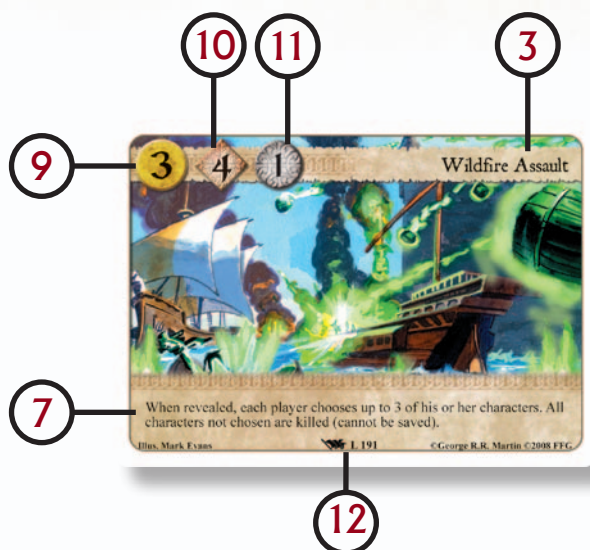 10 11 3
9 3 4 1 Wildfire Assault
7 When revealed, each player chooses up to 3 of his or her characters. All
characters not chosen are killed (cannot be saved).
Illus. Mark Evans L 191 ©George R.R. Martin ©2008 FFG
12